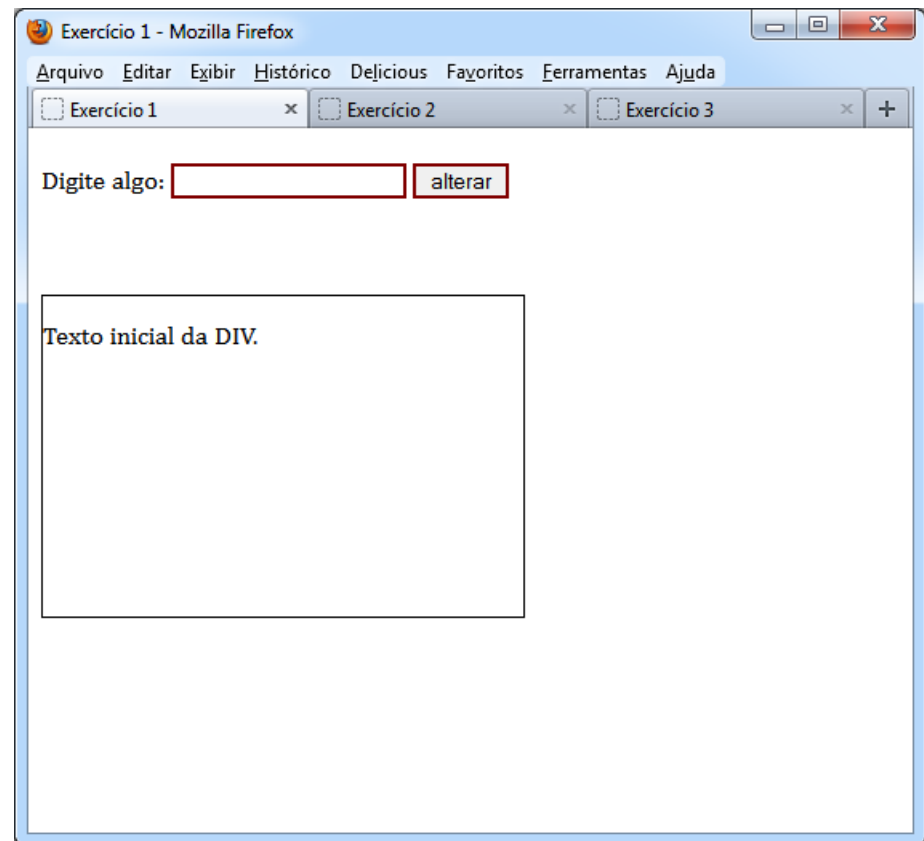 Exercício 1 - Mozilla Firefox
Arquivo Editar Exibir Histórico Delicious Favoritos Ferramentas Ajuda
Exercício 1 Exercício 2 Exercício 3
Digite algo: alterar
Texto inicial da DIV.